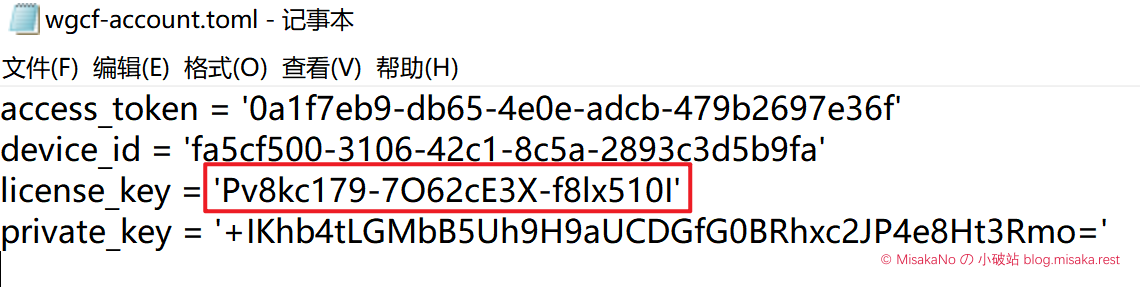 wgcf-account.toml - 记事本
文件(F) 编辑(E) 格式(O) 查看(V) 帮助(H)
access_token = '0a1f7eb9-db65-4e0e-adcb-479b2697e36f'
device_id = 'fa5cf500-3106-42c1-8c5a-2893c3d5b9fa'
license_key = 'Pv8kc179-7O62cE3X-f8lx510I'
private_key = '+IKhb4tLGMbB5Uh9H9aUCDGfG0BRhxc2JP4e8Ht3Rmo='
© MisakaNo の 小破站 blog.misaka.rest